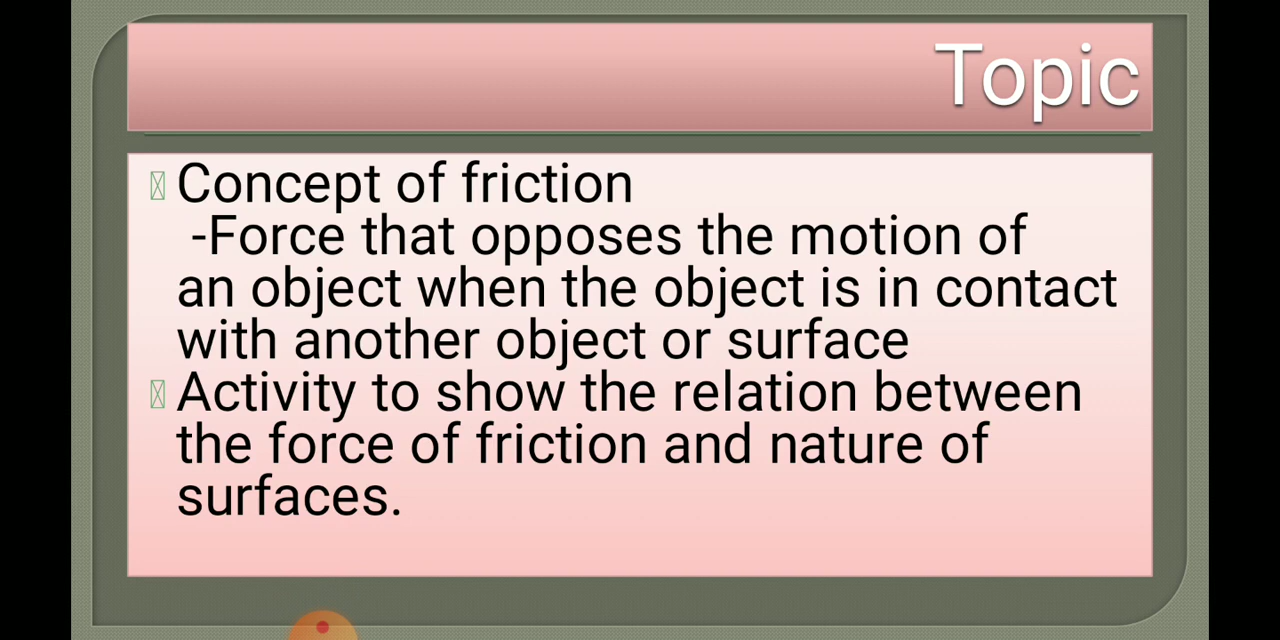 Topic
Concept of friction
-Force that opposes the motion of
an object when the object is in contact
with another object or surface
Activity to show the relation between
the force of friction and nature of
surfaces.